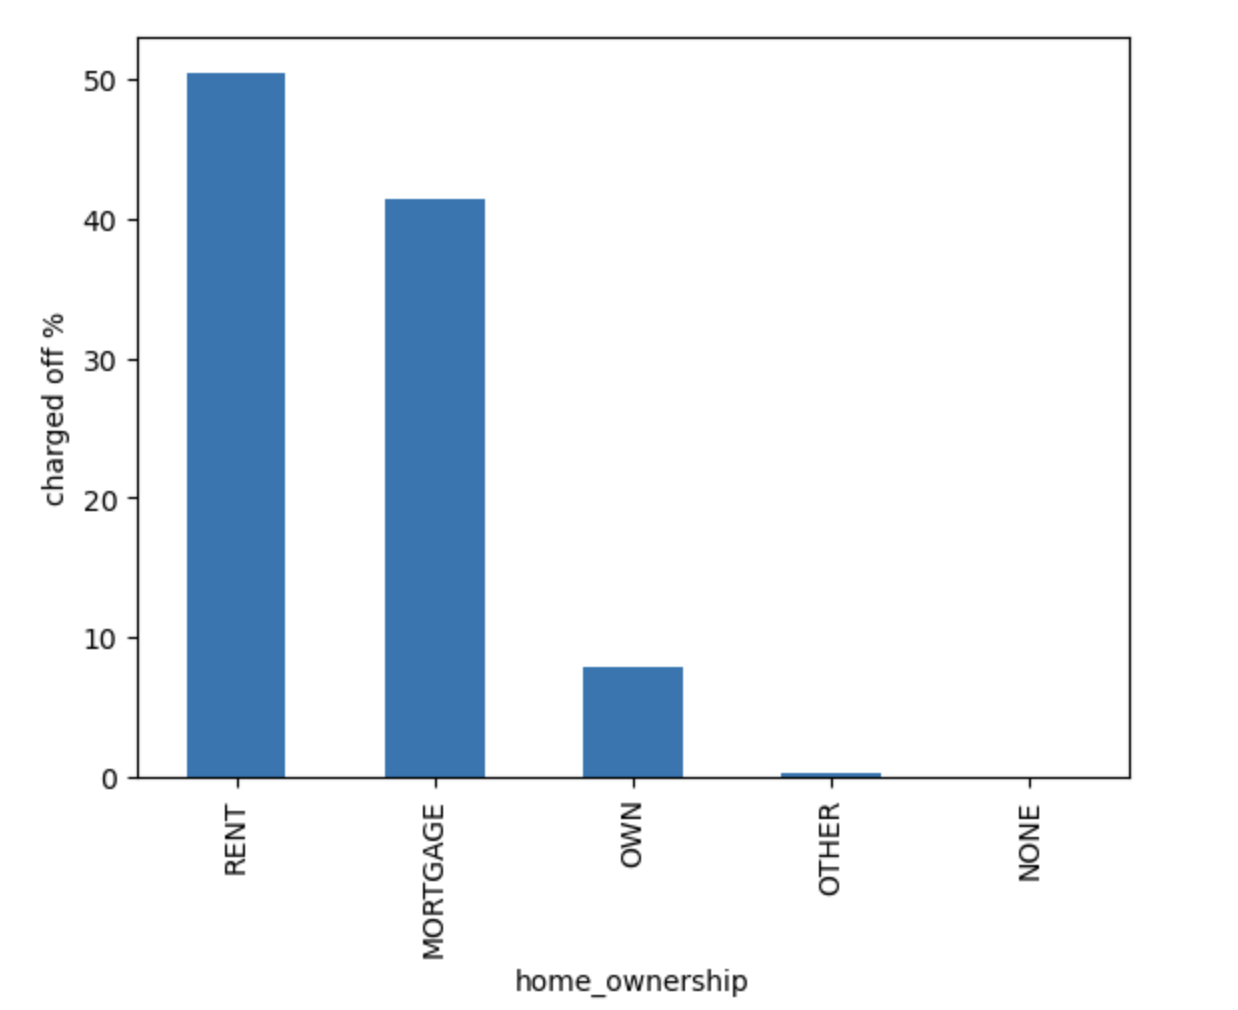 50
40
30
20
10
0
charged off %
RENT
MORTGAGE
OWN
OTHER
NONE
home_ownership